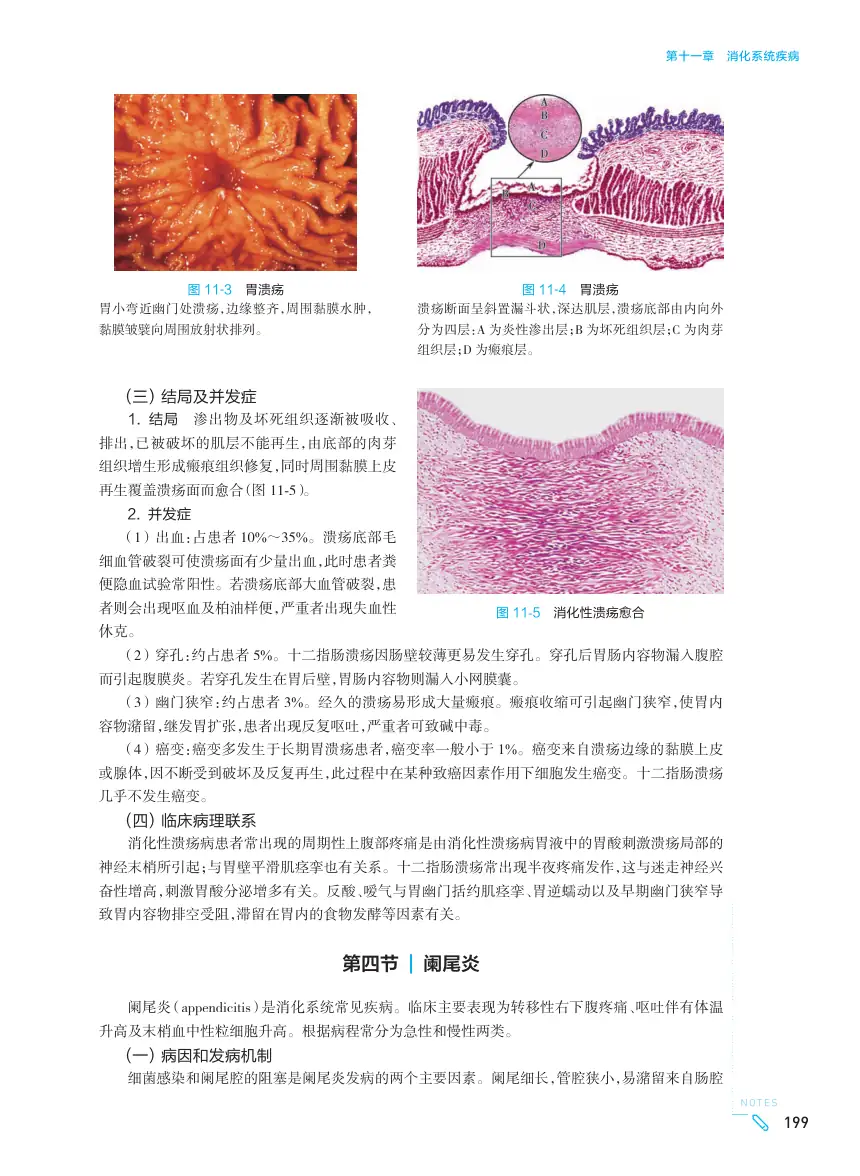 第十一章 消化系统疾病
A
B
C
D
A
B
C
D
图 11-3 胃溃疡
胃小弯近幽门处溃疡,边缘整齐,周围黏膜水肿,
黏膜皱襞向周围放射状排列。
图 11-4 胃溃疡
溃疡断面呈斜置漏斗状,深达肌层,溃疡底部由内向外
分为四层:A 为炎性渗出层;B 为坏死组织层;C 为肉芽
组织层;D 为瘢痕层。
(三)结局及并发症
1. 结局 渗出物及坏死组织逐渐被吸收、
排出,已被破坏的肌层不能再生,由底部的肉芽
组织增生形成瘢痕组织修复,同时周围黏膜上皮
再生覆盖溃疡面而愈合(图 11-5)。
2. 并发症
(1)出血:占患者 10%~35%。溃疡底部毛
细血管破裂可使溃疡面有少量出血,此时患者粪
便隐血试验常阳性。若溃疡底部大血管破裂,患
者则会出现呕血及柏油样便,严重者出现失血性
休克。
图 11-5 消化性溃疡愈合
(2)穿孔:约占患者 5%。十二指肠溃疡因肠壁较薄更易发生穿孔。穿孔后胃肠内容物漏入腹腔
而引起腹膜炎。若穿孔发生在胃后壁,胃肠内容物则漏入小网膜囊。
(3)幽门狭窄:约占患者 3%。经久的溃疡易形成大量瘢痕。瘢痕收缩可引起幽门狭窄,使胃内
容物潴留,继发胃扩张,患者出现反复呕吐,严重者可致碱中毒。
(4)癌变:癌变多发生于长期胃溃疡患者,癌变率一般小于 1%。癌变来自溃疡边缘的黏膜上皮
或腺体,因不断受到破坏及反复再生,此过程中在某种致癌因素作用下细胞发生癌变。十二指肠溃疡
几乎不发生癌变。
(四)临床病理联系
消化性溃疡病患者常出现的周期性上腹部疼痛是由消化性溃疡病胃液中的胃酸刺激溃疡局部的
神经末梢所引起;与胃壁平滑肌痉挛也有关系。十二指肠溃疡常出现半夜疼痛发作,这与迷走神经兴
奋性增高,刺激胃酸分泌增多有关。反酸、嗳气与胃幽门括约肌痉挛、胃逆蠕动以及早期幽门狭窄导
致胃内容物排空受阻,滞留在胃内的食物发酵等因素有关。
第四节 | 阑尾炎
阑尾炎(appendicitis)是消化系统常见疾病。临床主要表现为转移性右下腹疼痛、呕吐伴有体温
升高及末梢血中性粒细胞升高。根据病程常分为急性和慢性两类。
(一)病因和发病机制
细菌感染和阑尾腔的阻塞是阑尾炎发病的两个主要因素。阑尾细长,管腔狭小,易潴留来自肠腔
NOTES
199